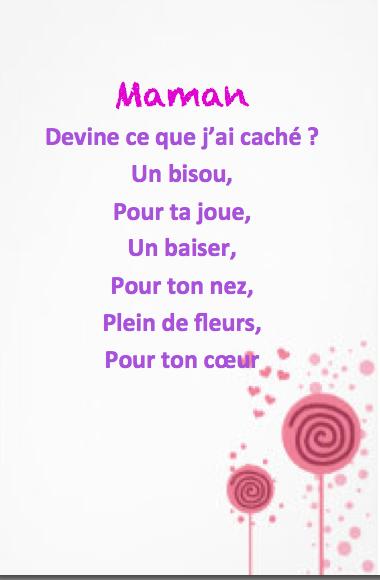 Maman
Devine ce que j’ai caché ?
Un bisou,
Pour ta joue,
Un baiser,
Pour ton nez,
Plein de fleurs,
Pour ton cœur